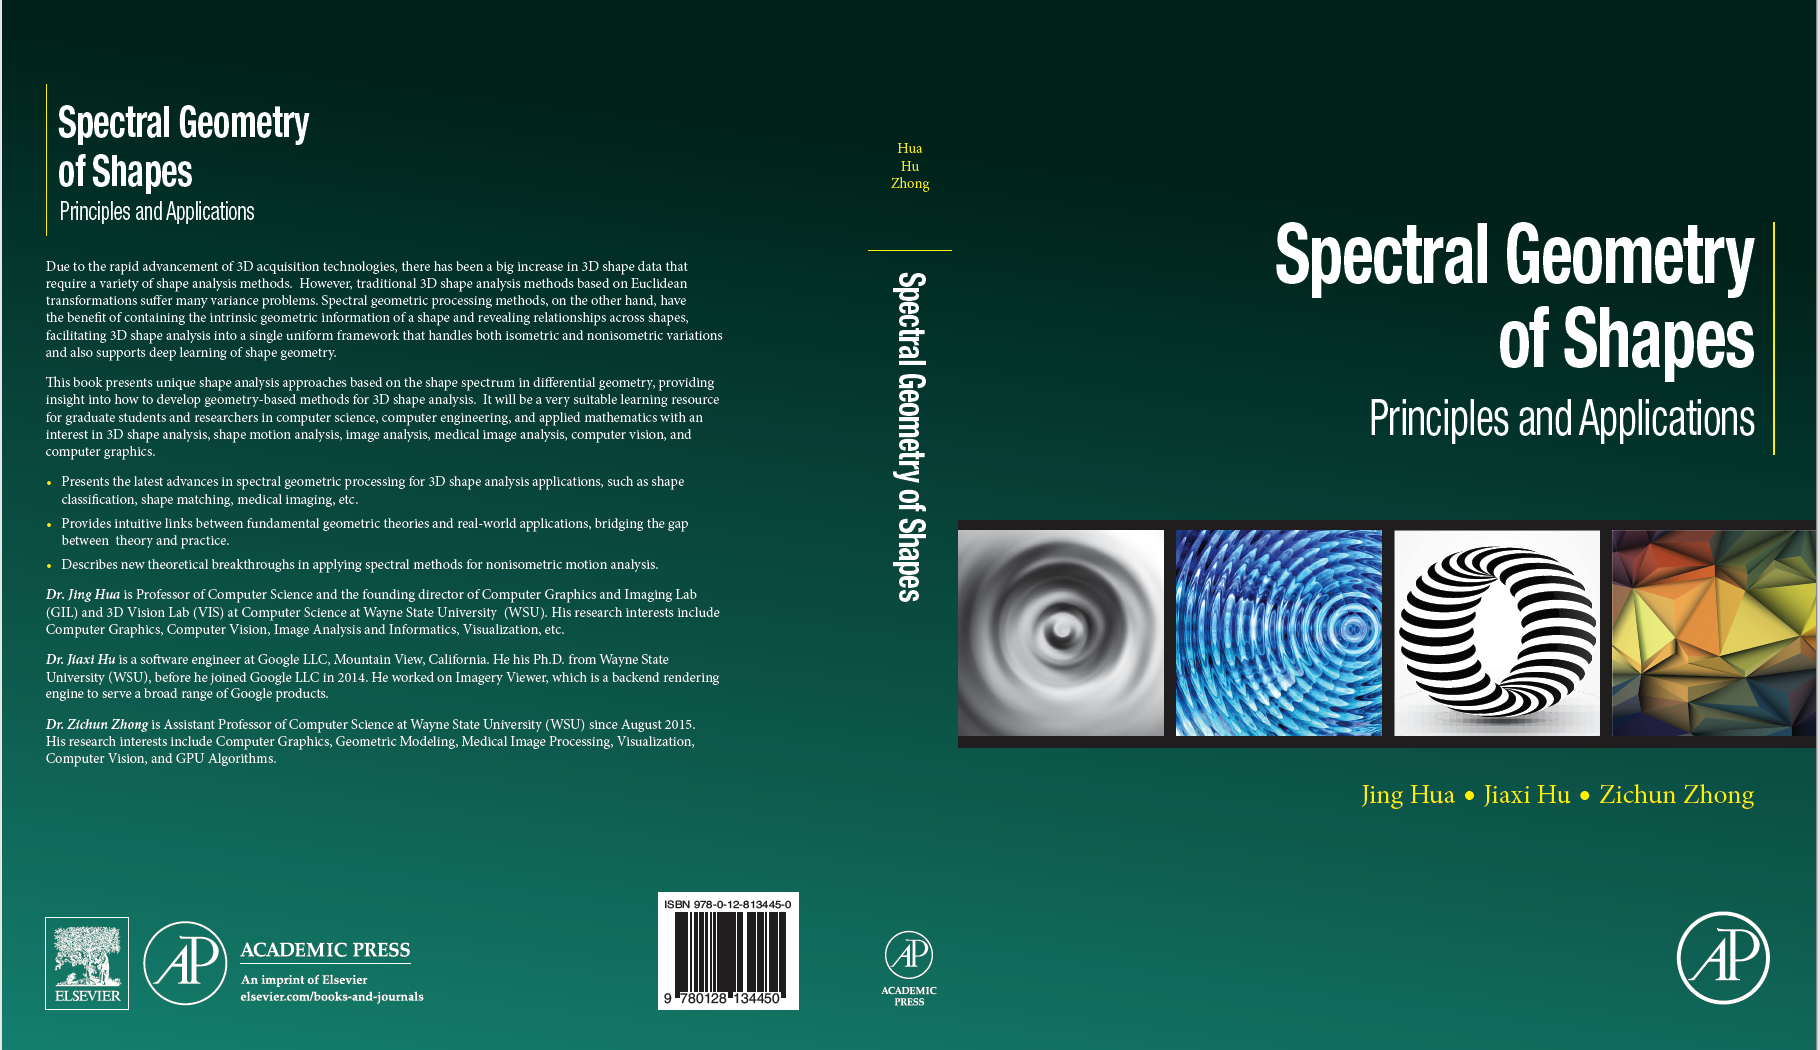 Spectral Geometry
of Shapes
Principles and Applications
Due to the rapid advancement of 3D acquisition technologies, there has been a big increase in 3D shape data that
require a variety of shape analysis methods.  However, traditional 3D shape analysis methods based on Euclidean
transformations suffer many variance problems. Spectral geometric processing methods, on the other hand, have
the benefit of containing the intrinsic geometric information of a shape and revealing relationships across shapes,
facilitating 3D shape analysis into a single uniform framework that handles both isometric and nonisometric variations
and also supports deep learning of shape geometry.
This book presents unique shape analysis approaches based on the shape spectrum in differential geometry, providing
insight into how to develop geometry-based methods for 3D shape analysis.  It will be a very suitable learning resource
for graduate students and researchers in computer science, computer engineering, and applied mathematics with an
interest in 3D shape analysis, shape motion analysis, image analysis, medical image analysis, computer vision, and
computer graphics.
• Presents the latest advances in spectral geometric processing for 3D shape analysis applications, such as shape
classification, shape matching, medical imaging, etc.
• Provides intuitive links between fundamental geometric theories and real-world applications, bridging the gap
between  theory and practice.
• Describes new theoretical breakthroughs in applying spectral methods for nonisometric motion analysis.
Dr. Jing Hua is Professor of Computer Science and the founding director of Computer Graphics and Imaging Lab
(GIL) and 3D Vision Lab (VIS) at Computer Science at Wayne State University  (WSU). His research interests include
Computer Graphics, Computer Vision, Image Analysis and Informatics, Visualization, etc.
Dr. Jiaxi Hu is a software engineer at Google LLC, Mountain View, California. He his Ph.D. from Wayne State
University (WSU), before he joined Google LLC in 2014. He worked on Imagery Viewer, which is a backend rendering
engine to serve a broad range of Google products.
Dr. Zichun Zhong is Assistant Professor of Computer Science at Wayne State University (WSU) since August 2015.
His research interests include Computer Graphics, Geometric Modeling, Medical Image Processing, Visualization,
Computer Vision, and GPU Algorithms.
ELSEVIER
AP
ACADEMIC PRESS
An imprint of Elsevier
elsevier.com/books-and-journals
ISBN 978-0-12-813445-0
9 780128 134450
Hua
Hu
Zhong
Spectral Geometry of Shapes
AP
ACADEMIC
PRESS
Spectral Geometry
of Shapes
Principles and Applications
Jing Hua • Jiaxi Hu • Zichun Zhong
AP